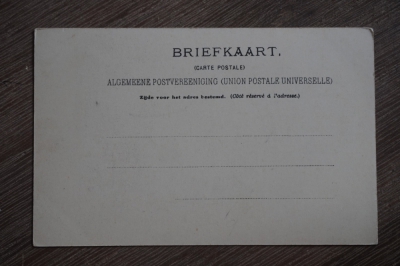 BRIEFKAART.
(CARTE POSTALE)
ALGEMEENE POSTVEREENIGING (UNION POSTALE UNIVERSELLE)
Zijde voor het adres bestemd. (Côté réservé à l'adresse.)